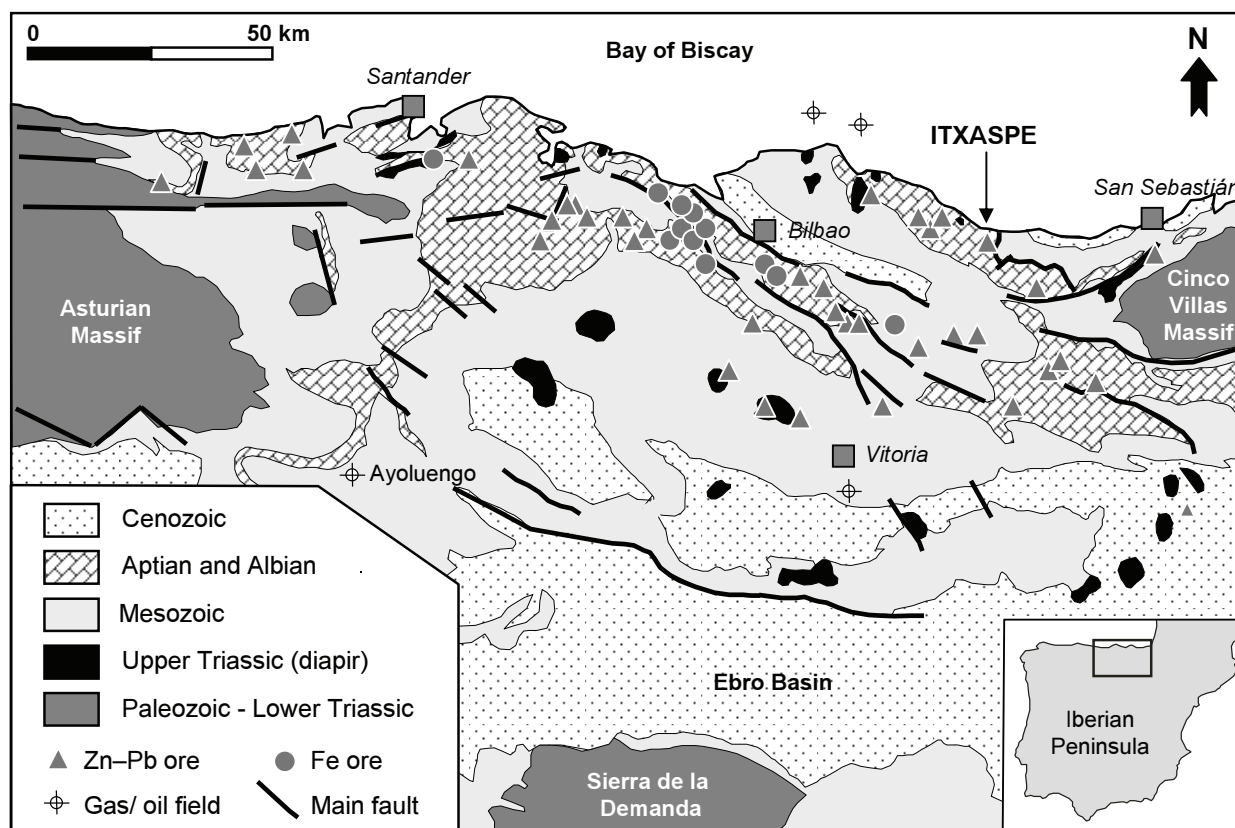 0 50 km
Bay of Biscay
N
Santander
ITXASPE
San Sebastián
Bilbao
Asturian
Massif
Cinco
Villas
Massif
Vitoria
Ayoluengo
Cenozoic
Aptian and Albian
Mesozoic
Upper Triassic (diapir)
Paleozoic - Lower Triassic
Zn–Pb ore
Fe ore
Gas/ oil field
Main fault
Ebro Basin
Sierra de la
Demanda
Iberian
Peninsula